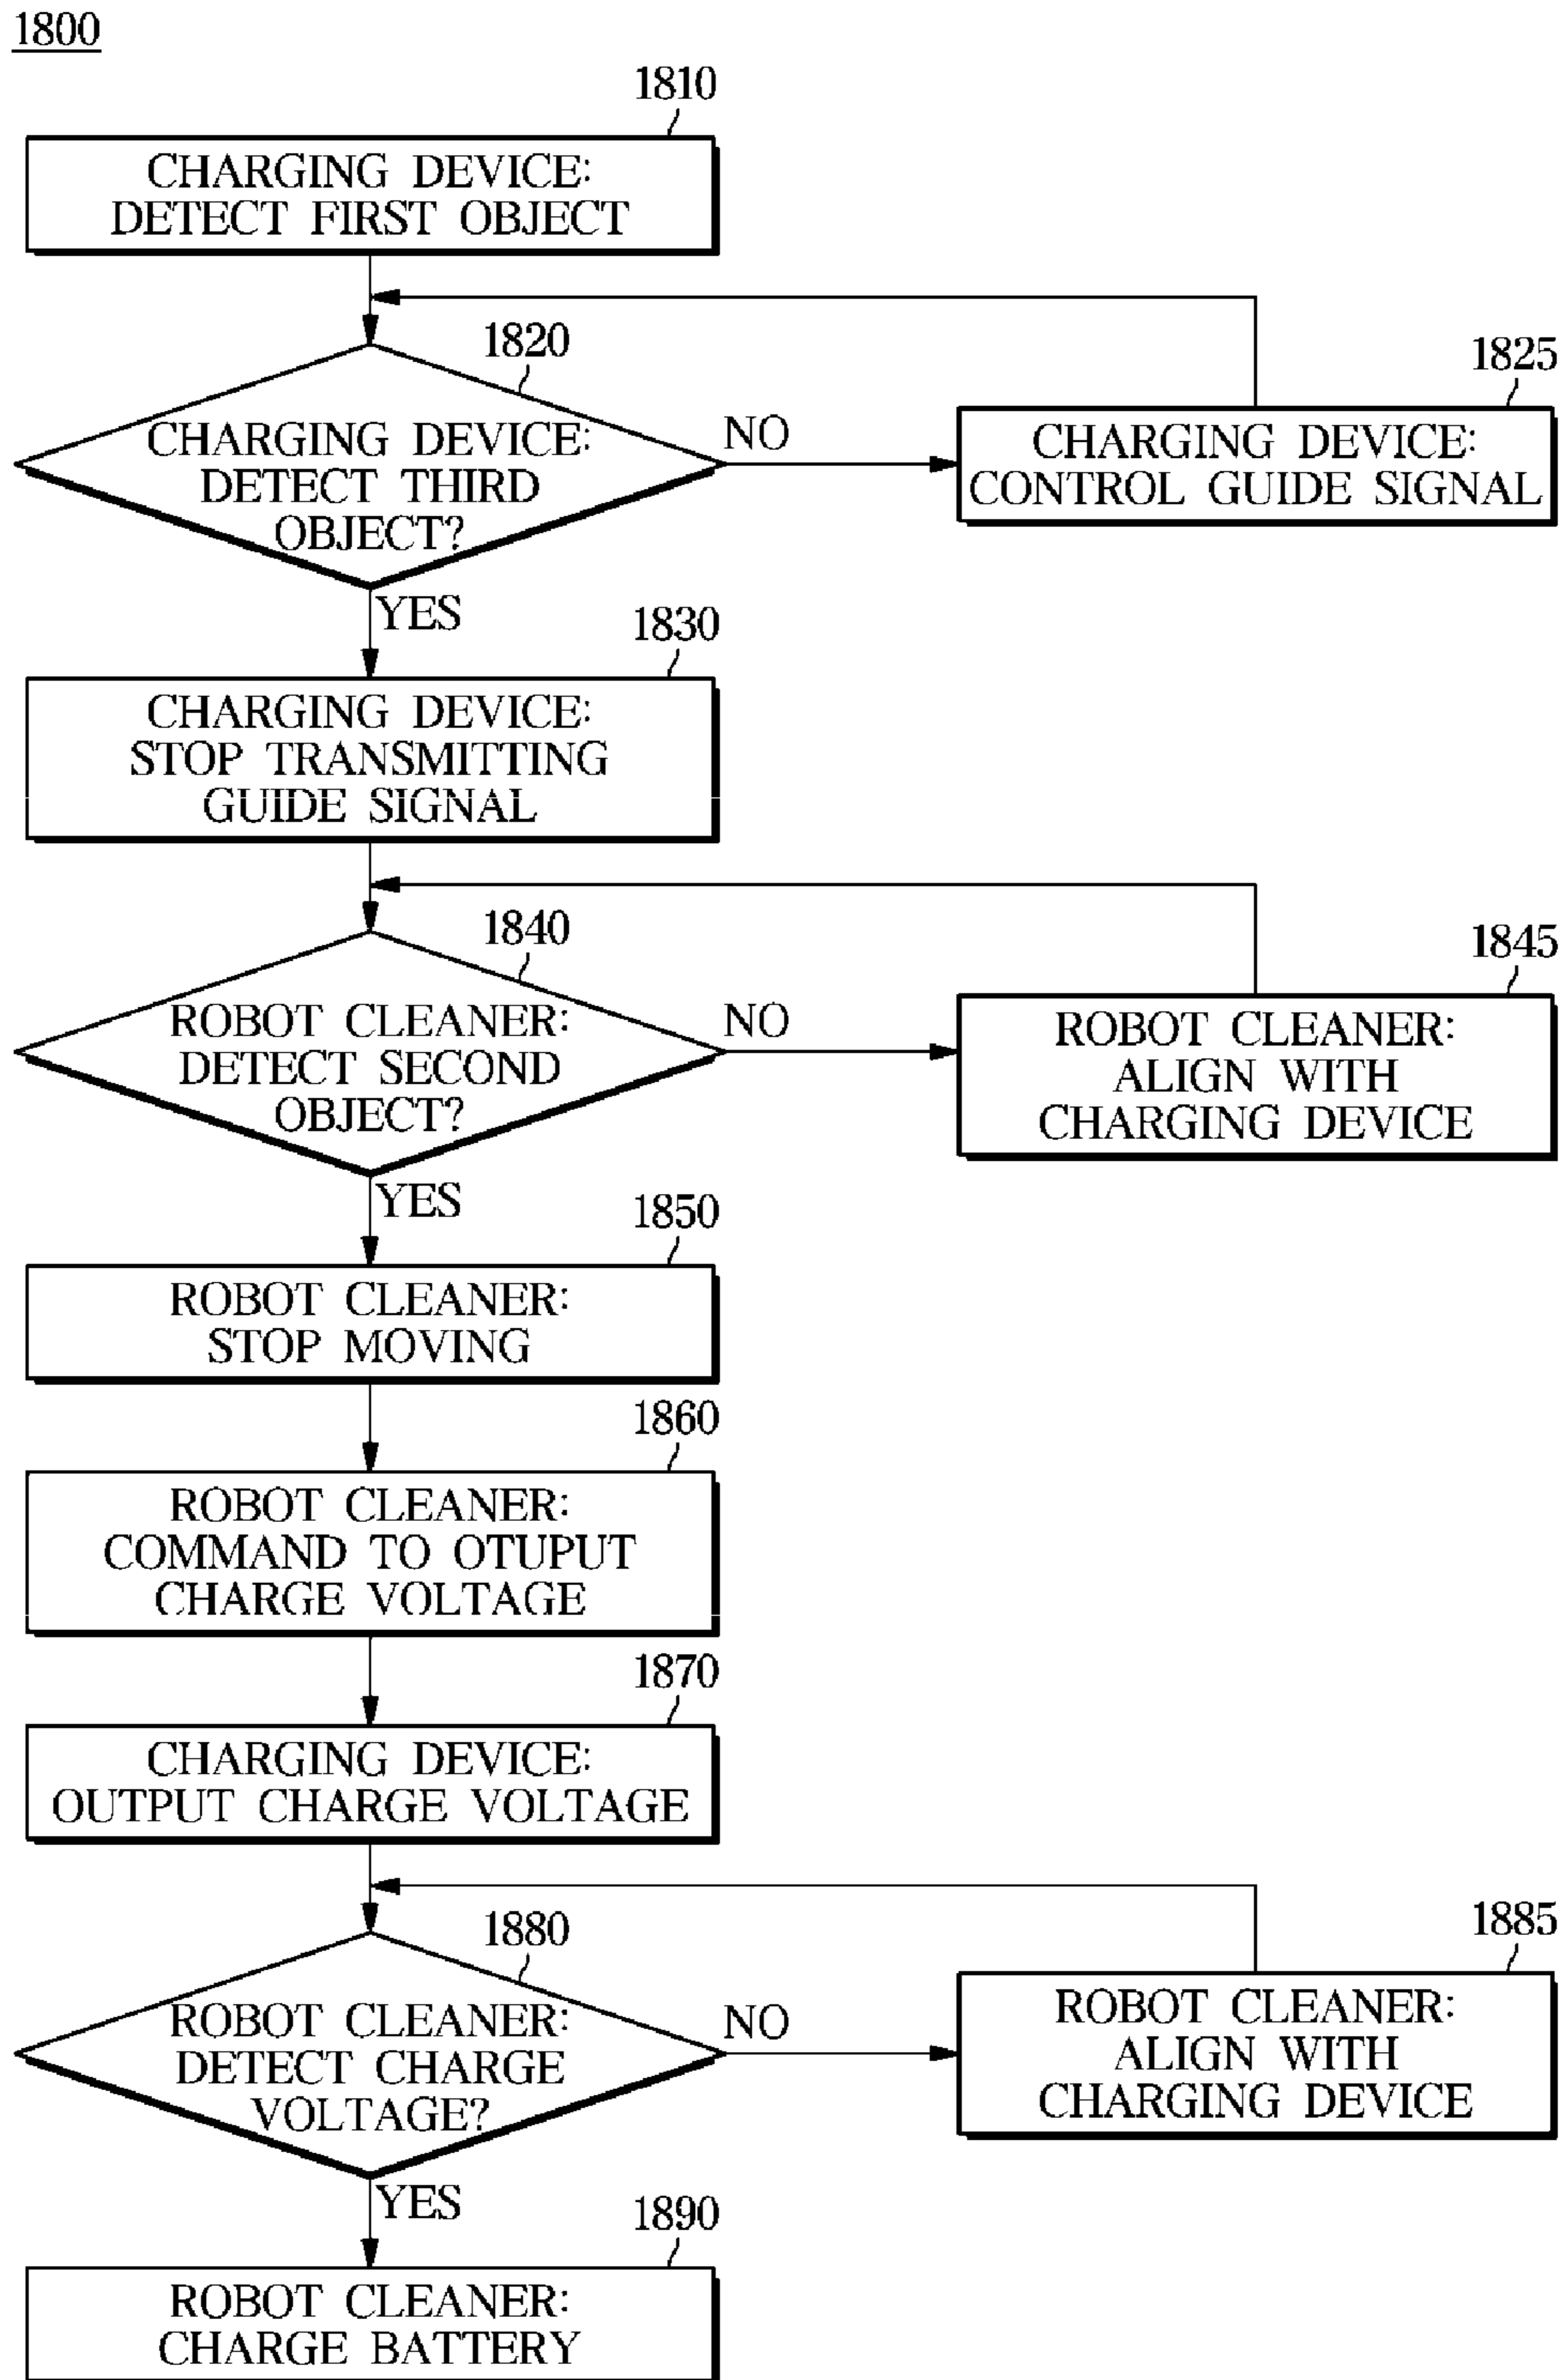 1800
1810
CHARGING DEVICE:
DETECT FIRST OBJECT
1820
CHARGING DEVICE:
DETECT THIRD
OBJECT?
NO
YES
1825
CHARGING DEVICE:
CONTROL GUIDE SIGNAL
1830
CHARGING DEVICE:
STOP TRANSMITTING
GUIDE SIGNAL
1840
ROBOT CLEANER:
DETECT SECOND
OBJECT?
NO
YES
1845
ROBOT CLEANER:
ALIGN WITH
CHARGING DEVICE
1850
ROBOT CLEANER:
STOP MOVING
1860
ROBOT CLEANER:
COMMAND TO OTUPUT
CHARGE VOLTAGE
1870
CHARGING DEVICE:
OUTPUT CHARGE VOLTAGE
1880
ROBOT CLEANER:
DETECT CHARGE
VOLTAGE?
NO
YES
1885
ROBOT CLEANER:
ALIGN WITH
CHARGING DEVICE
1890
ROBOT CLEANER:
CHARGE BATTERY